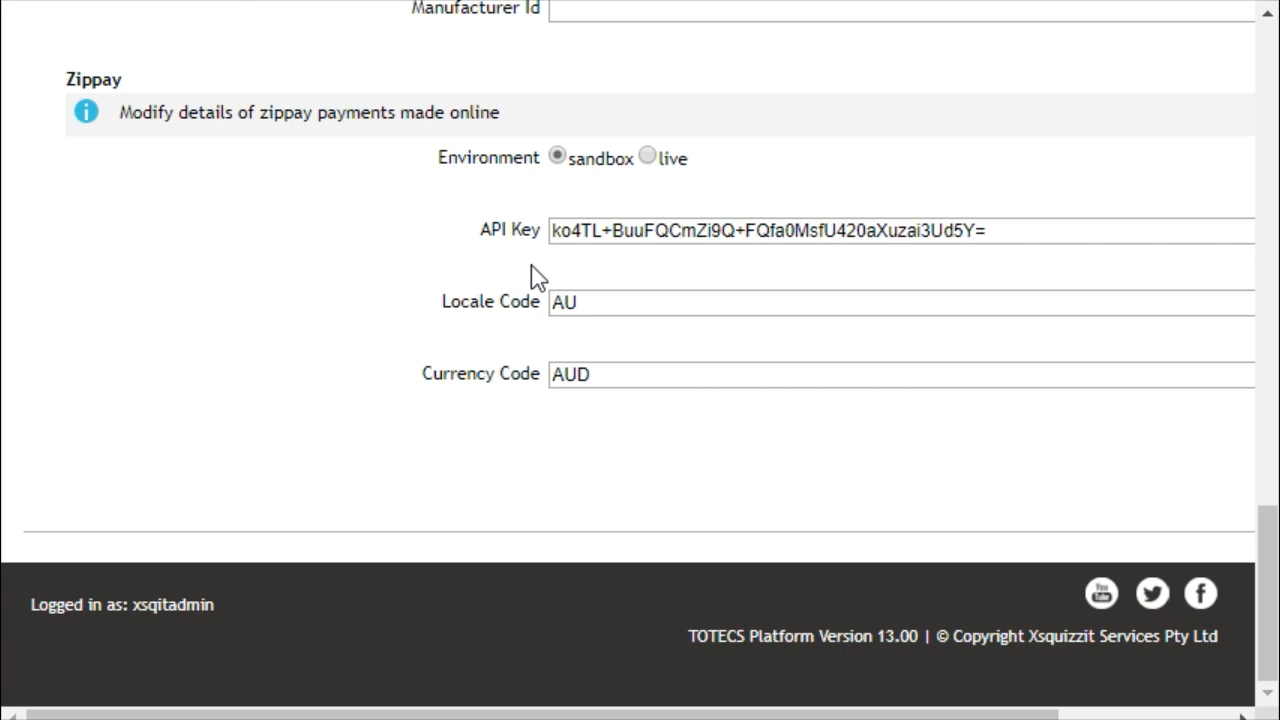 Manufacturer Id
Zippay
Modify details of zippay payments made online
Environment sandbox live
API Key ko4TL+BuuFQCmZi9Q+FQfa0MsfU420aXuzai3Ud5Y=
Locale Code AU
Currency Code AUD
You Tube
Logged in as: xsqitadmin
TOTECS Platform Version 13.00 | © Copyright Xsquizzit Services Pty Ltd